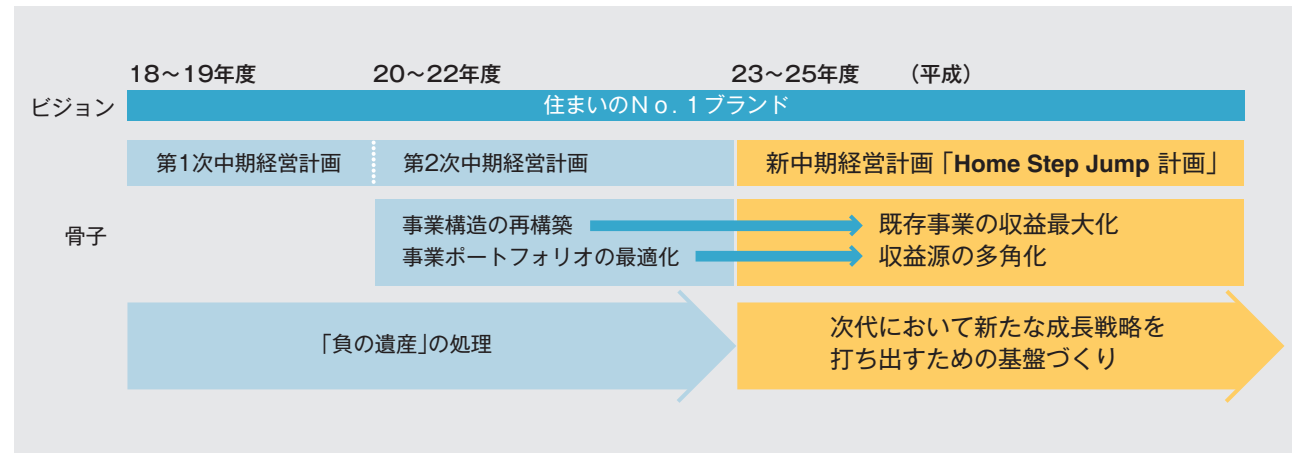 18～19年度 20～22年度 23～25年度 （平成）
ビジョン 住まいのＮｏ．１ブランド
第1次中期経営計画 第2次中期経営計画 新中期経営計画「Home Step Jump 計画」
骨子
事業構造の再構築 既存事業の収益最大化
事業ポートフォリオの最適化 収益源の多角化
「負の遺産」の処理
次代において新たな成長戦略を
打ち出すための基盤づくり